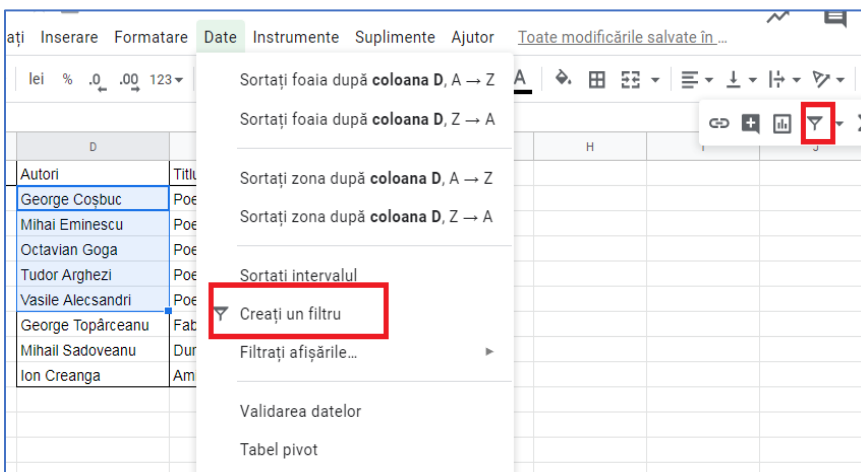 ați Inserare Formatare Date Instrumente Suplimente Ajutor Toate modificările salvate în ...
lei % .0 .00 123 A
D H
Autori Titlu
George Coșbuc Poe
Mihai Eminescu Poe
Octavian Goga Poe
Tudor Arghezi Poe
Vasile Alecsandri Poe
George Topârceanu Fab
Mihail Sadoveanu Dur
Ion Creanga Am
Sortați foaia după coloana D, A → Z
Sortați foaia după coloana D, Z → A
Sortați zona după coloana D, A → Z
Sortați zona după coloana D, Z → A
Sortați intervalul
Creați un filtru
Filtrați afișările...
Validarea datelor
Tabel pivot